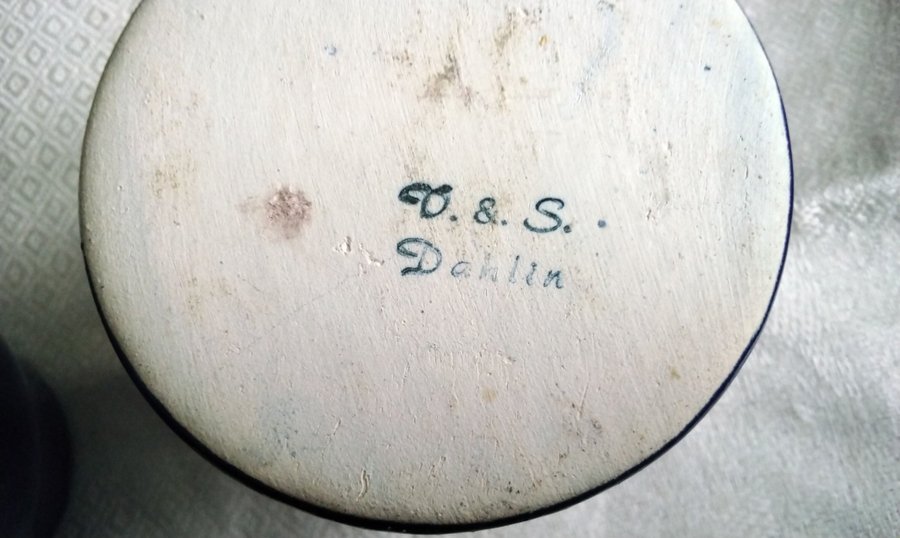 V. & S.
Dahlin